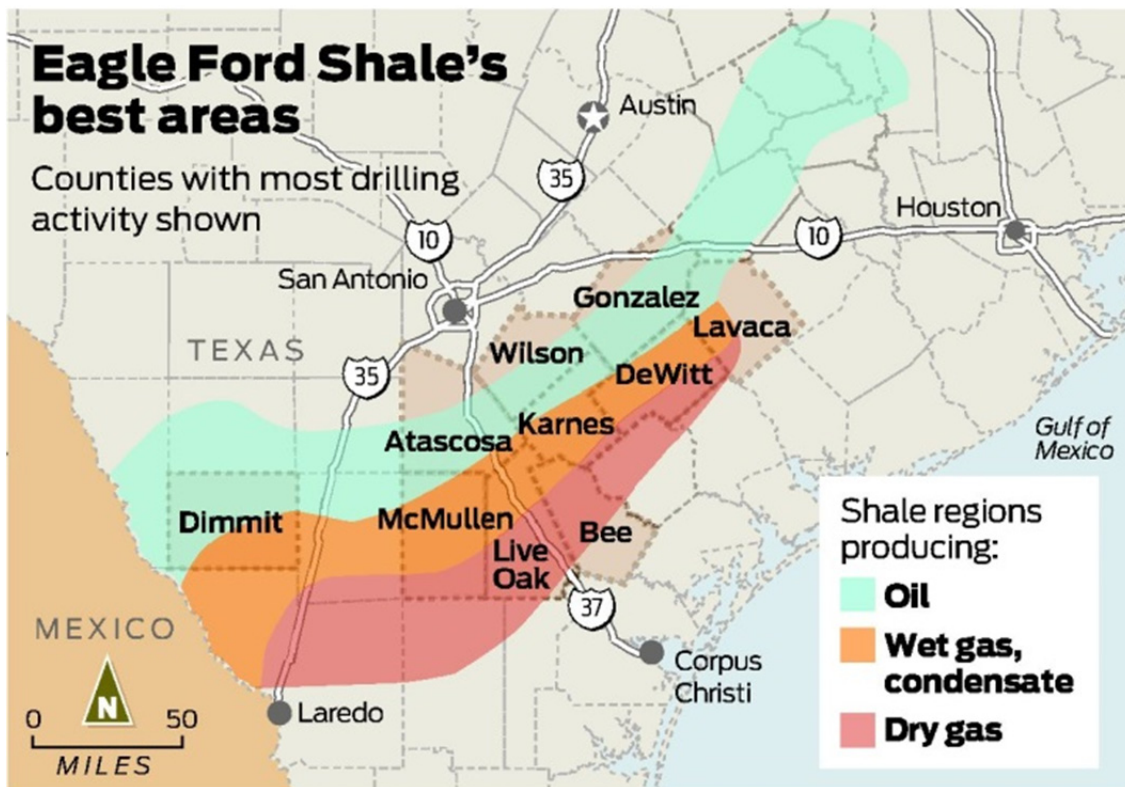 Eagle Ford Shale's
best areas
Counties with most drilling
activity shown
Austin
35
Houston
10
10
San Antonio
Gonzalez
Lavaca
TEXAS
Wilson
35
DeWitt
Karnes
Atascosa
Gulf of
Mexico
Dimmit
McMullen
Bee
Live
Oak
37
MEXICO
N
0 50
MILES
Laredo
Corpus
Christi
Shale regions
producing:
Oil
Wet gas,
condensate
Dry gas